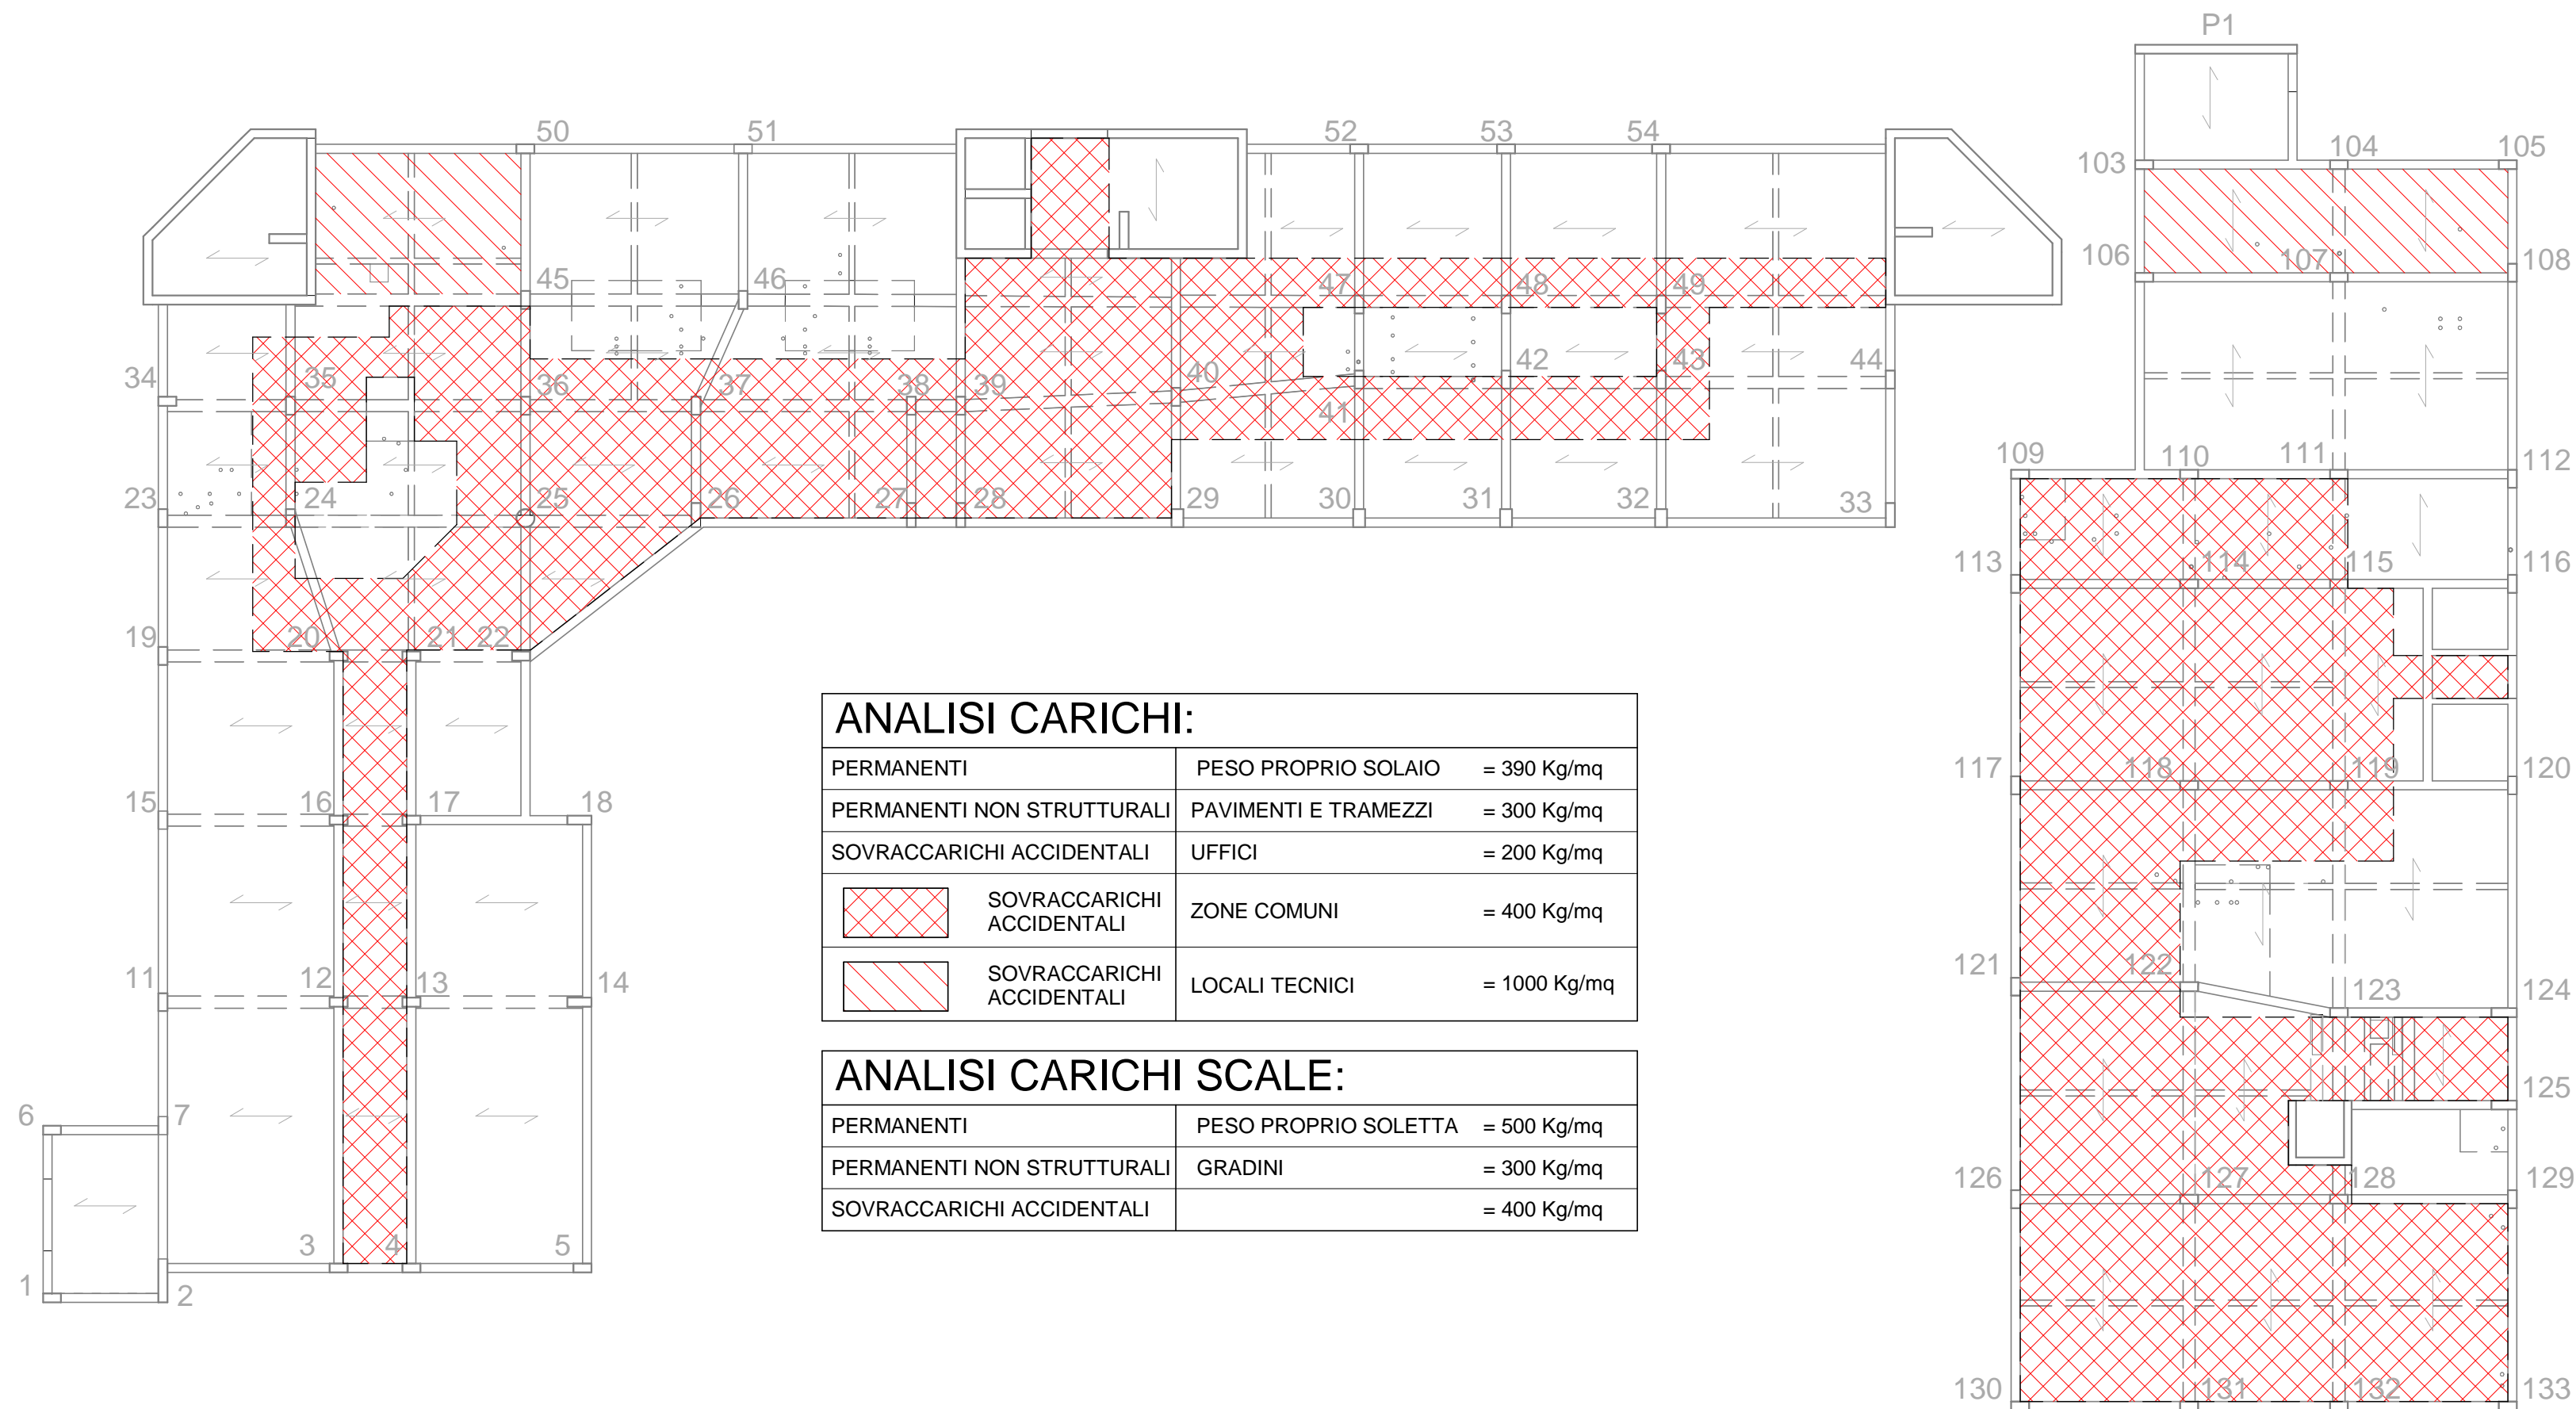 P1
50 51 52 53 54
103 104 105
45 46 47 48 49
106 107 108
34 35 36 37 38 39 40 41 42 43 44
23 24 25 26 27 28 29 30 31 32 33
109 110 111 112
113 114 115 116
19 20 21 22
ANALISI CARICHI:
PERMANENTI PESO PROPRIO SOLAIO = 390 Kg/mq
PERMANENTI NON STRUTTURALI PAVIMENTI E TRAMEZZI = 300 Kg/mq
SOVRACCARICHI ACCIDENTALI UFFICI = 200 Kg/mq
SOVRACCARICHI
ACCIDENTALI
ZONE COMUNI = 400 Kg/mq
SOVRACCARICHI
ACCIDENTALI
LOCALI TECNICI = 1000 Kg/mq
117 118 119 120
15 16 17 18
121 122 123 124
11 12 13 14
ANALISI CARICHI SCALE:
PERMANENTI PESO PROPRIO SOLETTA = 500 Kg/mq
PERMANENTI NON STRUTTURALI GRADINI = 300 Kg/mq
SOVRACCARICHI ACCIDENTALI = 400 Kg/mq
125
6 7
126 127 128 129
3 4 5
1 2
130 131 132 133